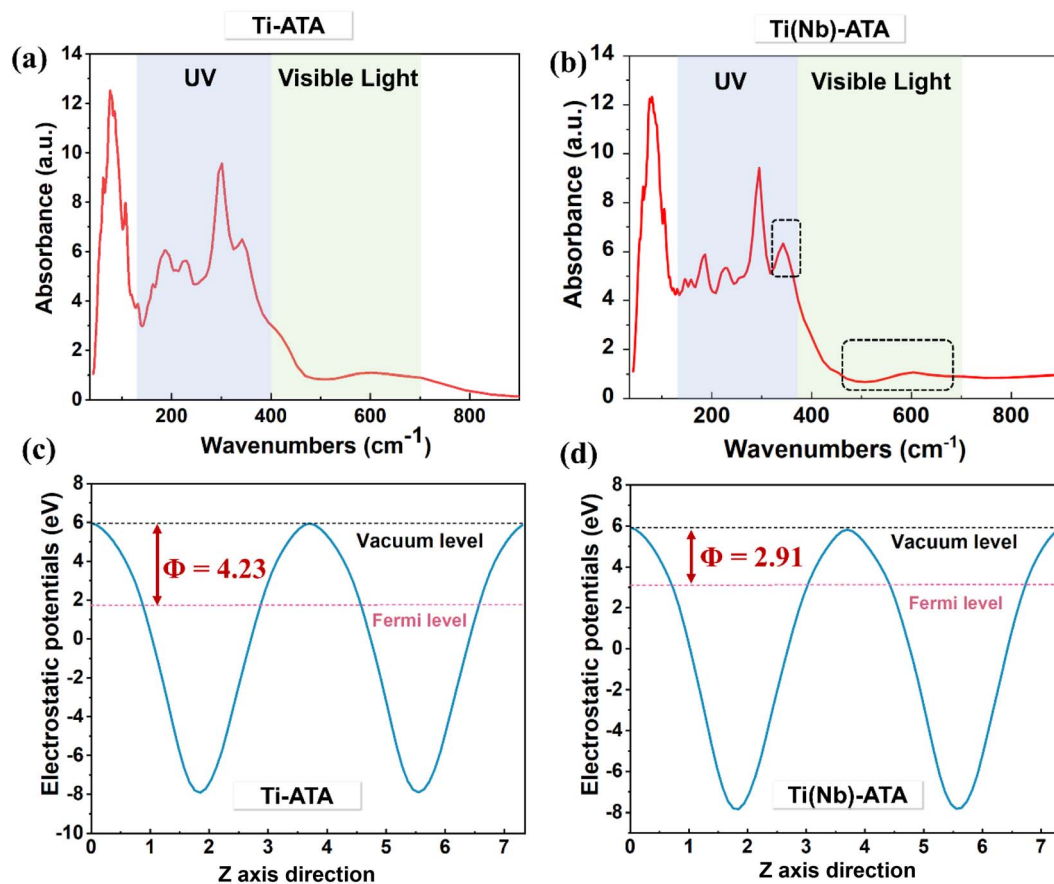 Ti-ATA
Ti(Nb)-ATA
(a)
UV
Visible Light
Absorbance (a.u.)
14
12
10
8
6
4
2
0
200
400
600
800
Wavenumbers (cm⁻¹)
(b)
UV
Visible Light
Absorbance (a.u.)
14
12
10
8
6
4
2
0
200
400
600
800
Wavenumbers (cm⁻¹)
(c)
Electrostatic potentials (eV)
8
6
4
2
0
-2
-4
-6
-8
-10
Vacuum level
Φ = 4.23
Fermi level
Ti-ATA
0
1
2
3
4
5
6
7
Z axis direction
(d)
Electrostatic potentials (eV)
8
6
4
2
0
-2
-4
-6
-8
Vacuum level
Φ = 2.91
Fermi level
Ti(Nb)-ATA
0
1
2
3
4
5
6
7
Z axis direction